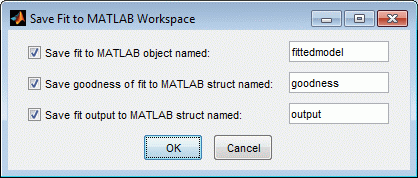 Save Fit to MATLAB Workspace
Save fit to MATLAB object named: fittedmodel
Save goodness of fit to MATLAB struct named: goodness
Save fit output to MATLAB struct named: output
OK Cancel